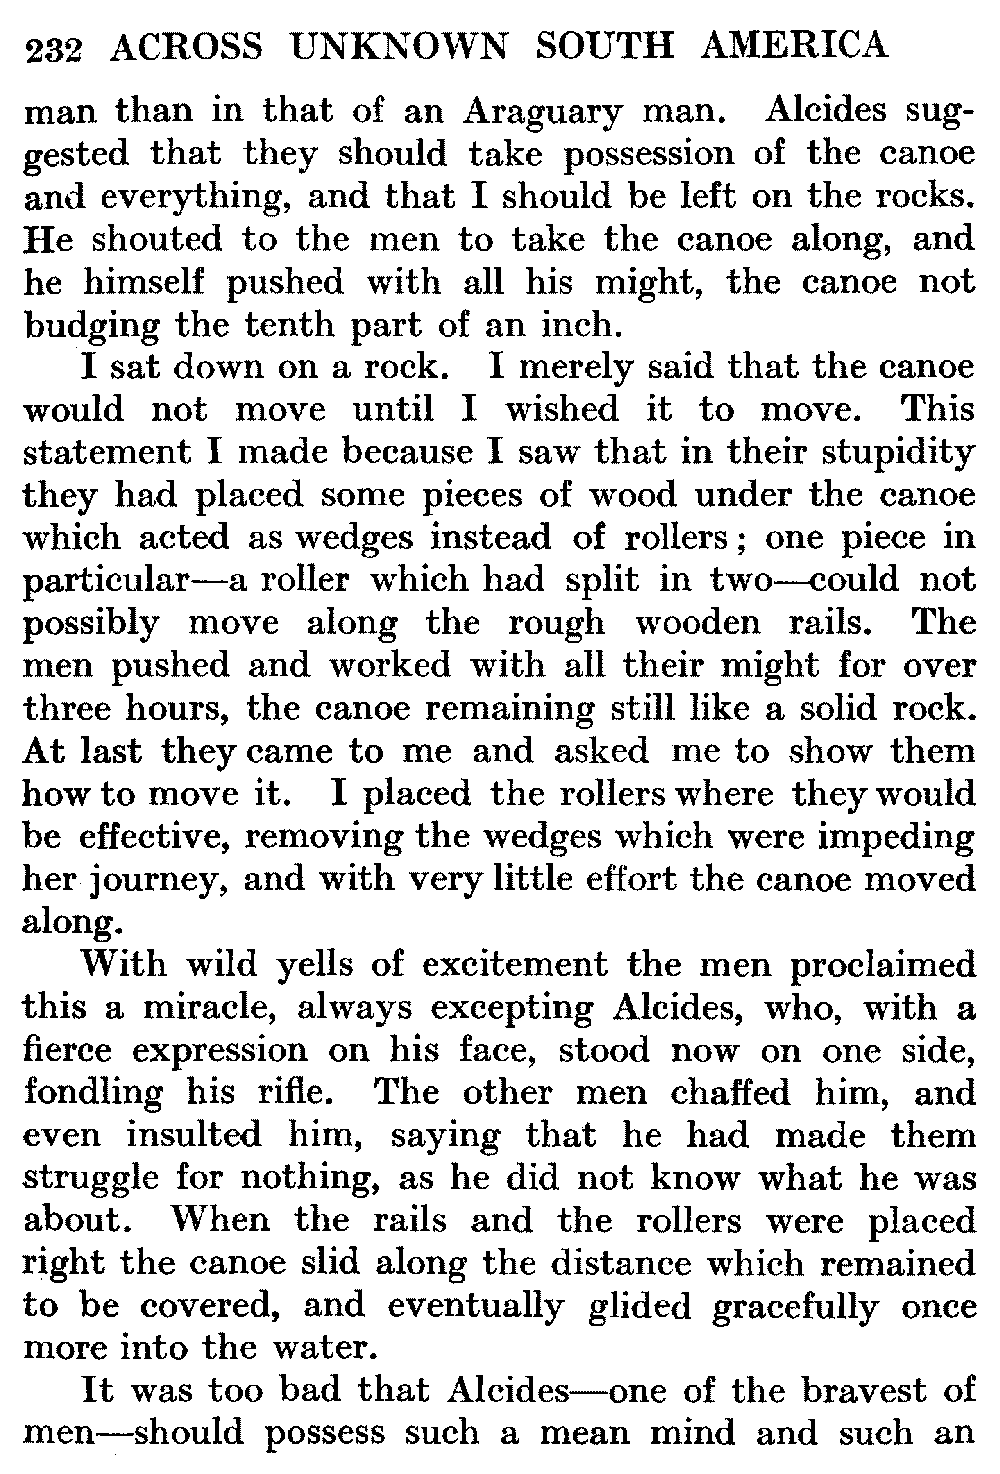 232 ACROSS UNKNOWN SOUTH AMERICA
man than in that of an Araguary man. Alcides sug-
gested that they should take possession of the canoe
and everything, and that I should be left on the rocks.
He shouted to the men to take the canoe along, and
he himself pushed with all his might, the canoe not
budging the tenth part of an inch.
I sat down on a rock. I merely said that the canoe
would not move until I wished it to move. This
statement I made because I saw that in their stupidity
they had placed some pieces of wood under the canoe
which acted as wedges instead of rollers; one piece in
particular—a roller which had split in two—could not
possibly move along the rough wooden rails. The
men pushed and worked with all their might for over
three hours, the canoe remaining still like a solid rock.
At last they came to me and asked me to show them
how to move it. I placed the rollers where they would
be effective, removing the wedges which were impeding
her journey, and with very little effort the canoe moved
along.
With wild yells of excitement the men proclaimed
this a miracle, always excepting Alcides, who, with a
fierce expression on his face, stood now on one side,
fondling his rifle. The other men chaffed him, and
even insulted him, saying that he had made them
struggle for nothing, as he did not know what he was
about. When the rails and the rollers were placed
right the canoe slid along the distance which remained
to be covered, and eventually glided gracefully once
more into the water.
It was too bad that Alcides—one of the bravest of
men—should possess such a mean mind and such an